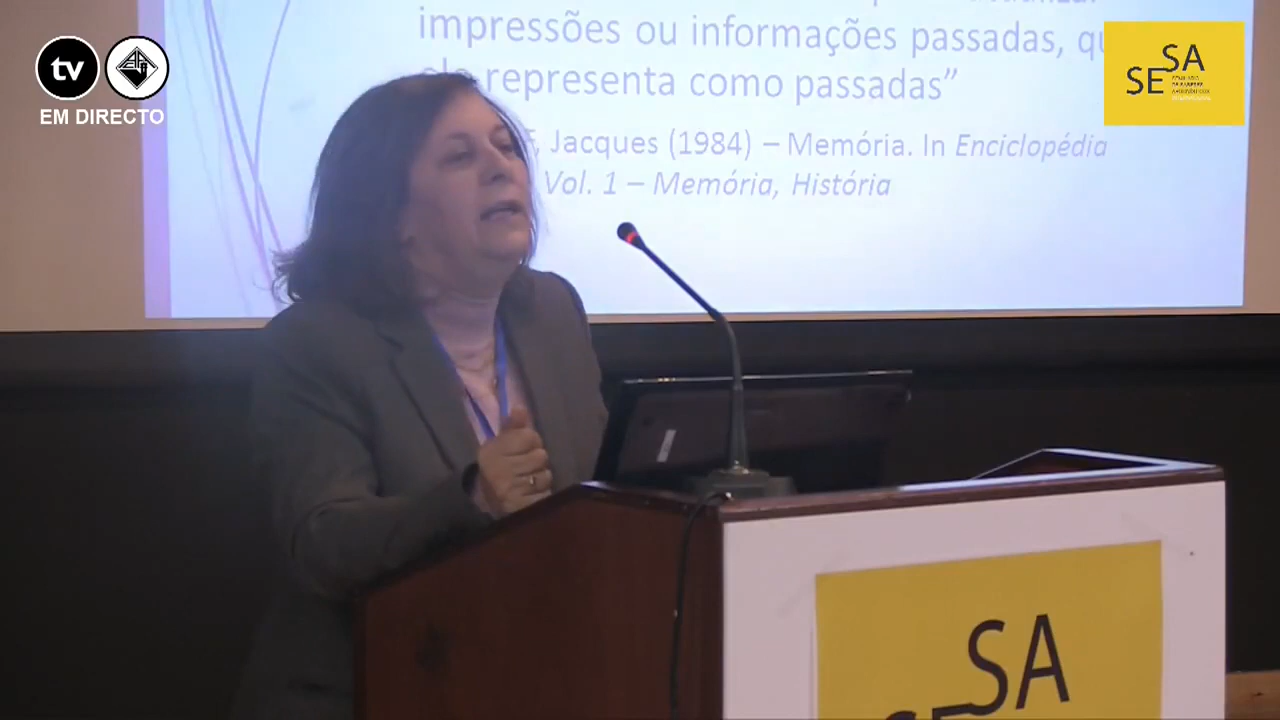 tv
EM DIRECTO
impressões ou informações passadas, qu
representa como passadas”
Jacques (1984) – Memória. In Enciclopédia
Vol. 1 – Memória, História
SA
SE
SA
SE